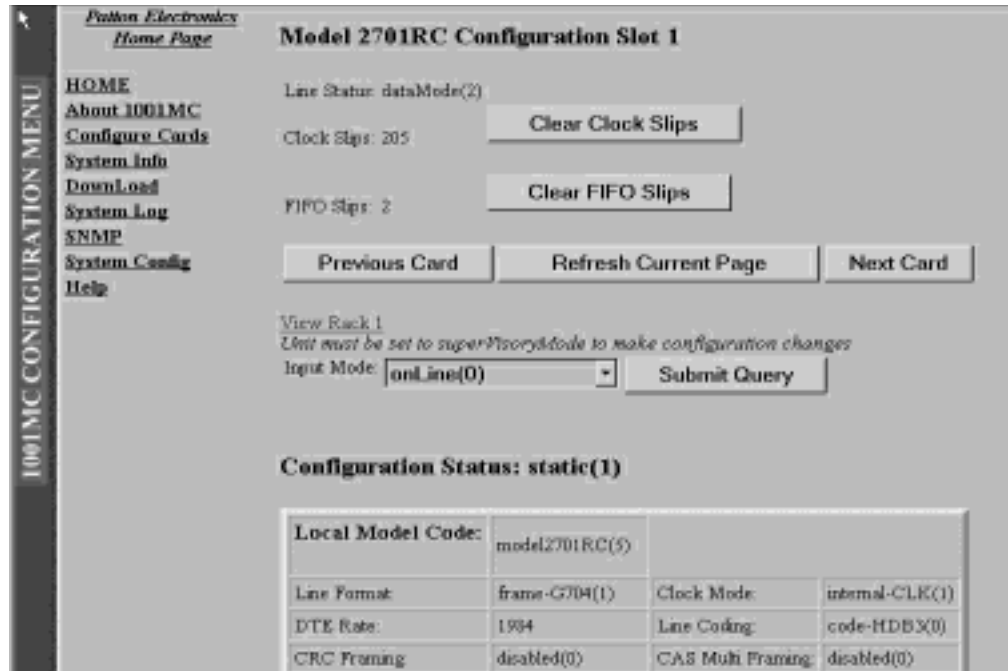 Patton Electronics
Home Page
1001MC CONFIGURATION MENU
HOME
About 1001MC
Configure Cards
System Info
DownLoad
System Log
SNMP
System Config
Help
Model 2701RC Configuration Slot 1
Line Status: dataMode(2)
Clock Slips: 205 Clear Clock Slips
FIFO Slips: 2 Clear FIFO Slips
Previous Card Refresh Current Page Next Card
View Rack 1
Unit must be set to superVisoryMode to make configuration changes
Input Mode: onLine(0) Submit Query
Configuration Status: static(1)
Local Model Code: model2701RC(5)
Line Format: frame-G704(1) Clock Mode: internal-CLK(1)
DTE Rate: 1984 Line Coding: code-HDB3(0)
CRC Framing disabled(0) CAS Multi Framing: disabled(0)